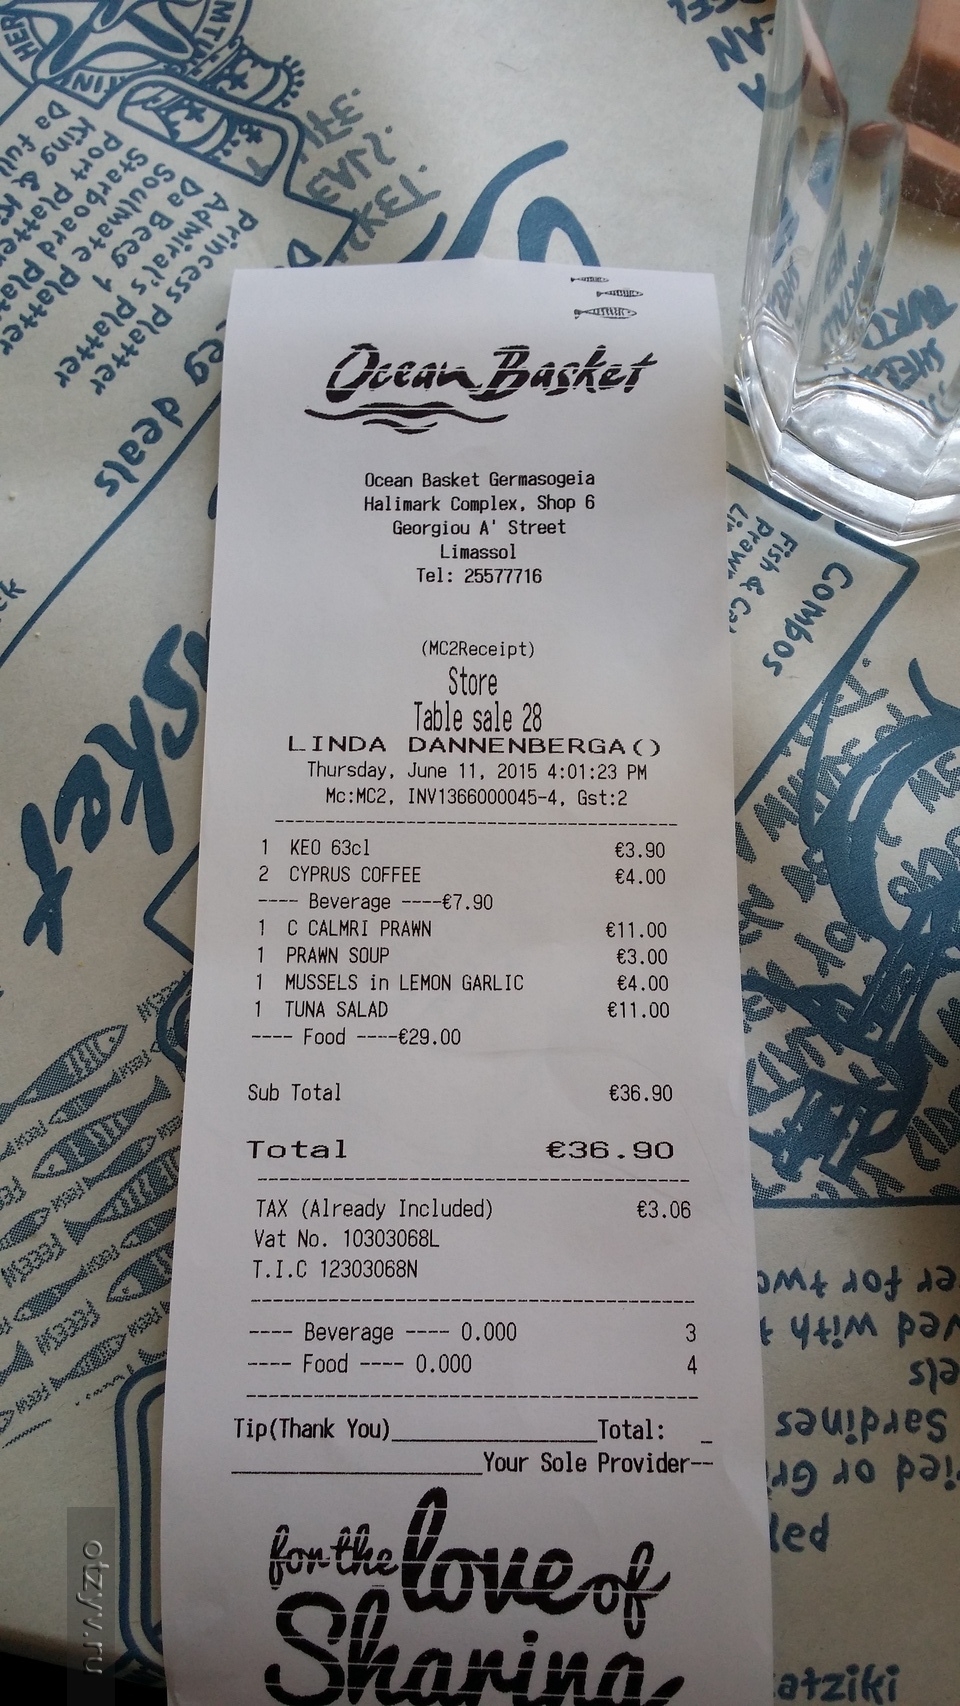 Ocean Basket
Ocean Basket Germasogeia
Halimark Complex, Shop 6
Georgiou A' Street
Limassol
Tel: 25577716
(MC2Receipt)
Store
Table sale 28
LINDA DANNENBERGA()
Thursday, June 11, 2015 4:01:23 PM
Mc:MC2, INV1366000045-4, Gst:2
1 KEO 63cl €3.90
2 CYPRUS COFFEE €4.00
---- Beverage ----€7.90
1 C CALMRI PRAWN €11.00
1 PRAWN SOUP €3.00
1 MUSSELS in LEMON GARLIC €4.00
1 TUNA SALAD €11.00
---- Food ----€29.00
Sub Total €36.90
Total €36.90
TAX (Already Included) €3.06
Vat No. 10303068L
T.I.C 12303068N
---- Beverage ---- 0.000 3
---- Food ---- 0.000 4
Tip(Thank You)____________Total: _
____________Your Sole Provider--
for the love of
Sharing
Princess Platter
Admiral's Platter
Da Beeg 1
Soulmate Platter
Starboard Platter
Port Platter
King &
Da full
deals
Combos
Fish &
Sardines
otzyv.ru